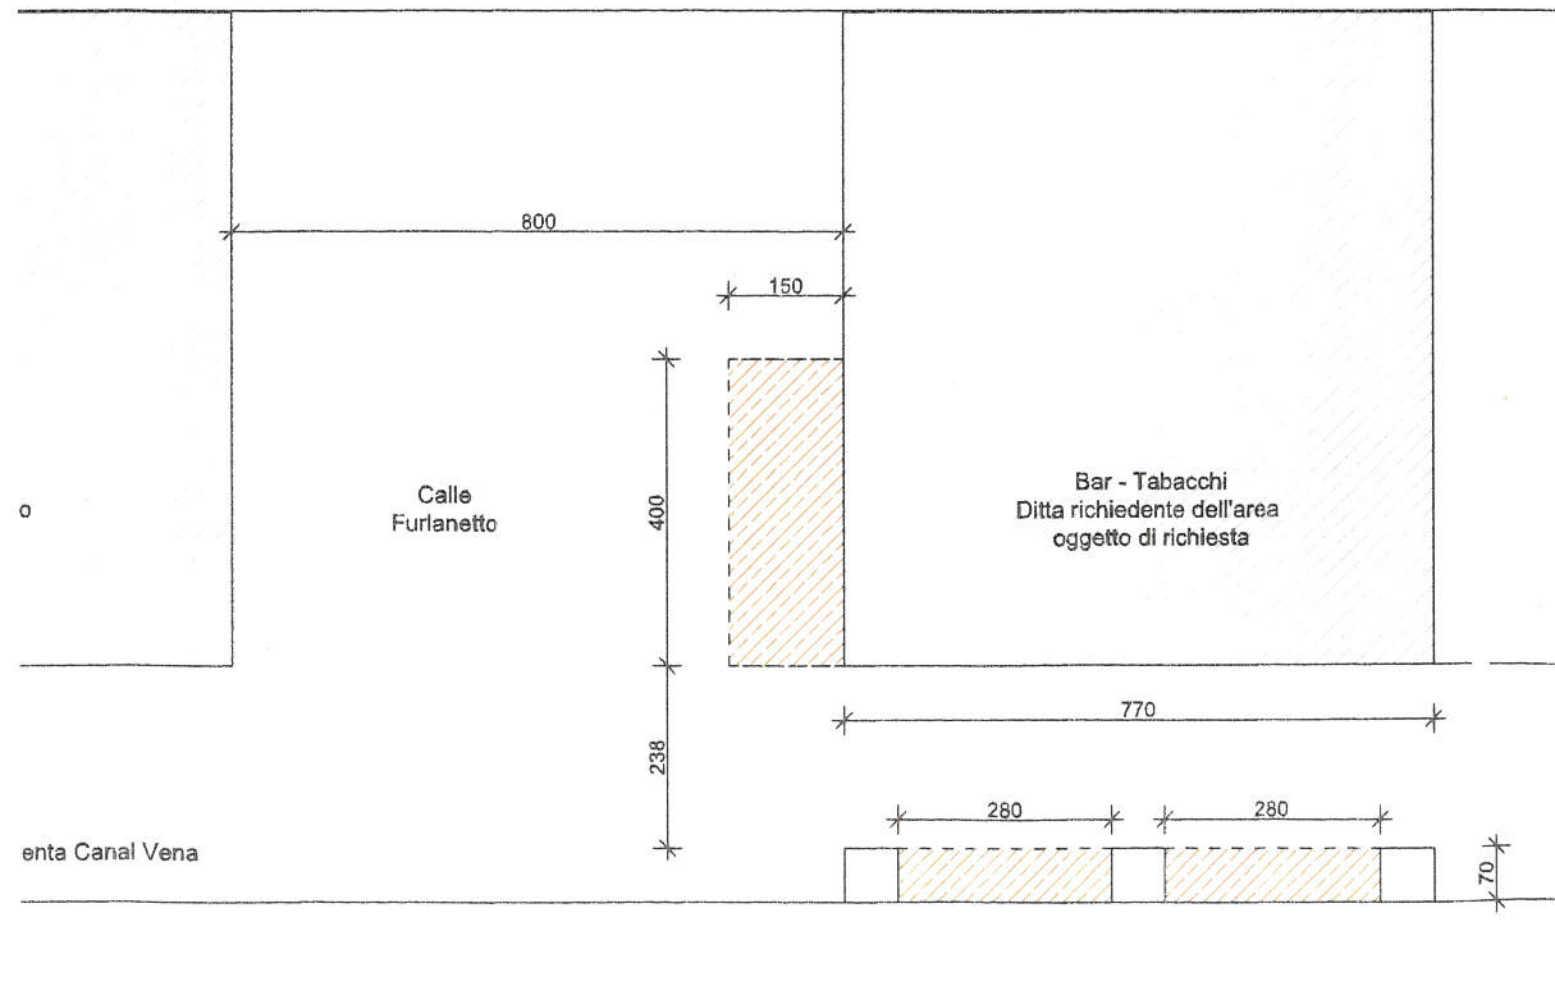 800
150
400
Bar - Tabacchi
Ditta richiedente dell'area
oggetto di richiesta
Calle
Furlanetto
o
770
238
280
280
enta Canal Vena
70